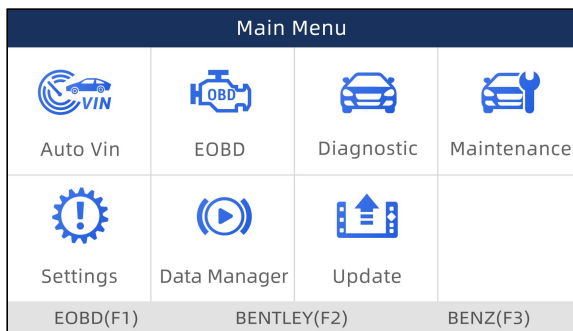 Main Menu
VIN
OBD
Auto Vin
EOBD
Diagnostic
Maintenance
Settings
Data Manager
Update
EOBD(F1)
BENTLEY(F2)
BENZ(F3)